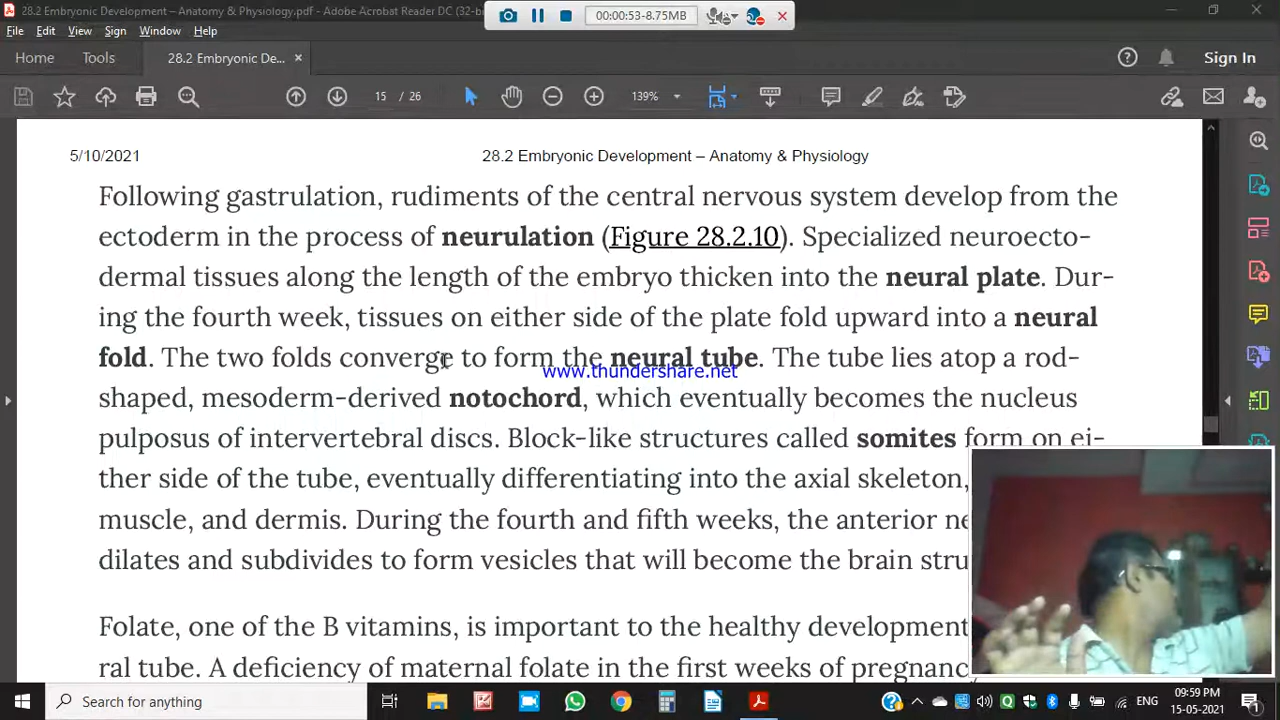 28.2 Embryonic Development – Anatomy & Physiology.pdf - Adobe Acrobat Reader DC (32-b
00:00:53-8.75MB
File Edit View Sign Window Help
Home Tools 28.2 Embryonic De... × Sign In
15 / 26 139%
5/10/2021 28.2 Embryonic Development – Anatomy & Physiology
Following gastrulation, rudiments of the central nervous system develop from the
ectoderm in the process of neurulation (Figure 28.2.10). Specialized neuroecto-
dermal tissues along the length of the embryo thicken into the neural plate. Dur-
ing the fourth week, tissues on either side of the plate fold upward into a neural
fold. The two folds converge to form the neural tube. The tube lies atop a rod-
www.thundershare.net
shaped, mesoderm-derived notochord, which eventually becomes the nucleus
pulposus of intervertebral discs. Block-like structures called somites form on ei-
ther side of the tube, eventually differentiating into the axial skeleton,
muscle, and dermis. During the fourth and fifth weeks, the anterior ne
dilates and subdivides to form vesicles that will become the brain stru
Folate, one of the B vitamins, is important to the healthy development
ral tube. A deficiency of maternal folate in the first weeks of pregnancy
Search for anything
ENG
09:59 PM
15-05-2021